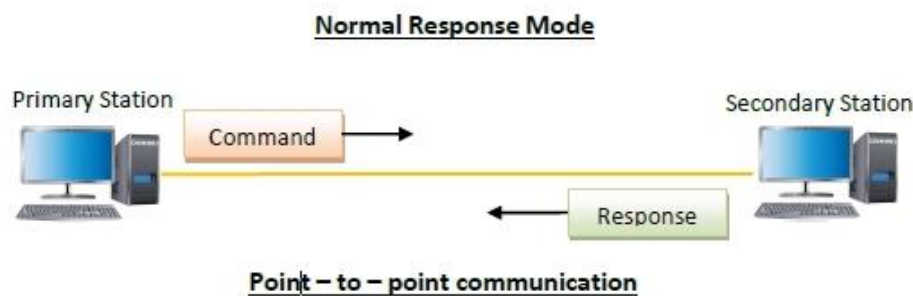 Normal Response Mode
Primary Station
Secondary Station
Command
Response
Point – to – point communication